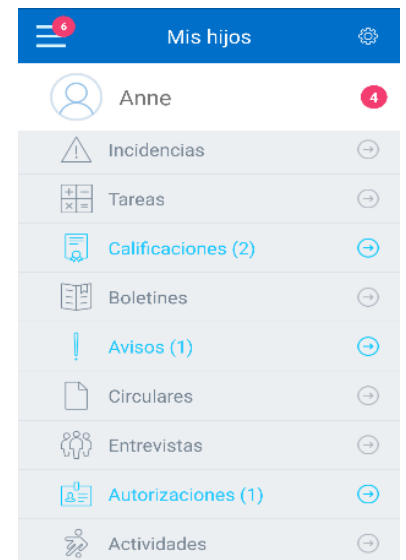 6
Mis hijos
Anne
4
Incidencias
Tareas
Calificaciones (2)
Boletines
Avisos (1)
Circulares
Entrevistas
Autorizaciones (1)
Actividades